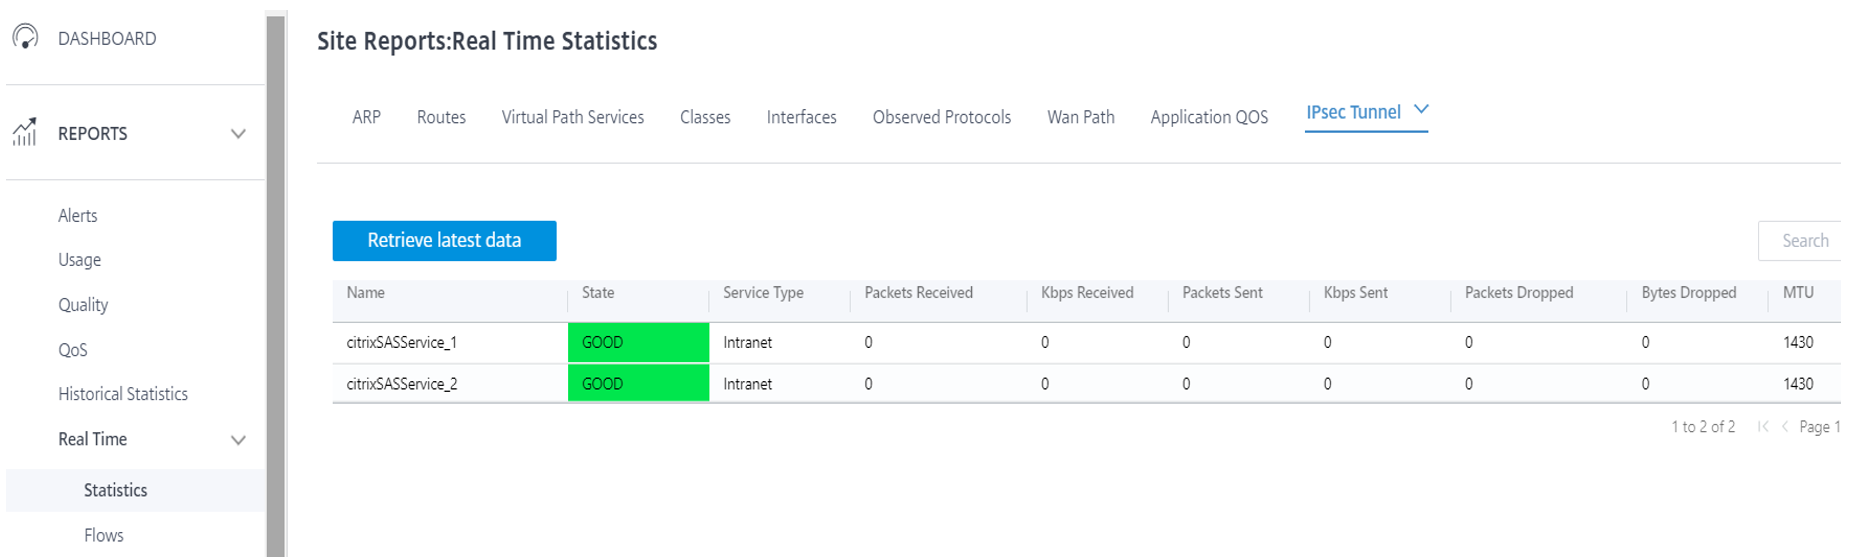 DASHBOARD
REPORTS
Alerts
Usage
Quality
QoS
Historical Statistics
Real Time
Statistics
Flows
Site Reports:Real Time Statistics
ARP Routes Virtual Path Services Classes Interfaces Observed Protocols Wan Path Application QOS IPsec Tunnel
Retrieve latest data
Search
Name State Service Type Packets Received Kbps Received Packets Sent Kbps Sent Packets Dropped Bytes Dropped MTU
citrixSASService_1 GOOD Intranet 0 0 0 0 0 0 1430
citrixSASService_2 GOOD Intranet 0 0 0 0 0 0 1430
1 to 2 of 2 Page 1